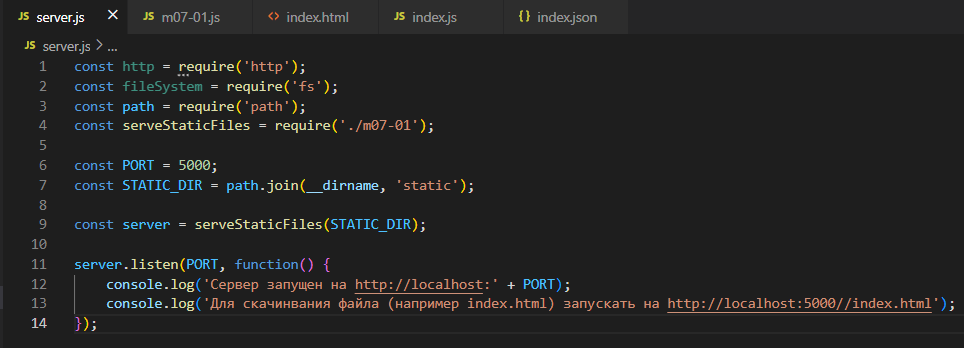 JS server.js × JS m07-01.js <> index.html JS index.js {} index.json
JS server.js > ...
1 const http = require('http');
2 const fileSystem = require('fs');
3 const path = require('path');
4 const serveStaticFiles = require('./m07-01');
5
6 const PORT = 5000;
7 const STATIC_DIR = path.join(__dirname, 'static');
8
9 const server = serveStaticFiles(STATIC_DIR);
10
11 server.listen(PORT, function() {
12 console.log('Сервер запущен на http://localhost:' + PORT);
13 console.log('Для скачинвания файла (например index.html) запускать на http://localhost:5000//index.html');
14 });